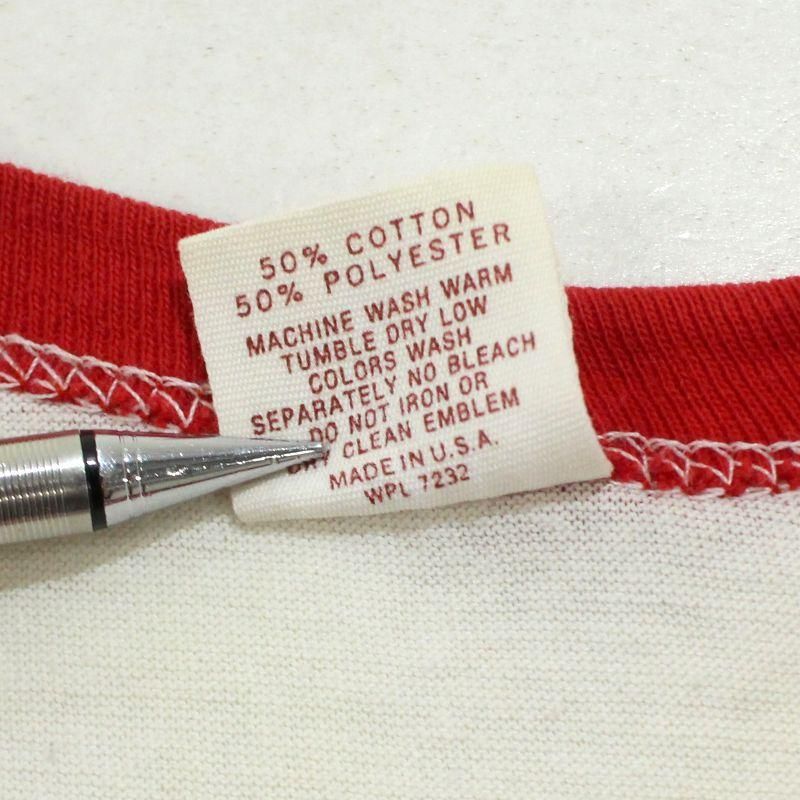 50% COTTON
50% POLYESTER
MACHINE WASH WARM
TUMBLE DRY LOW
COLORS WASH
SEPARATELY NO BLEACH
DO NOT IRON OR
DRY CLEAN EMBLEM
MADE IN U.S.A.
WPL 7232